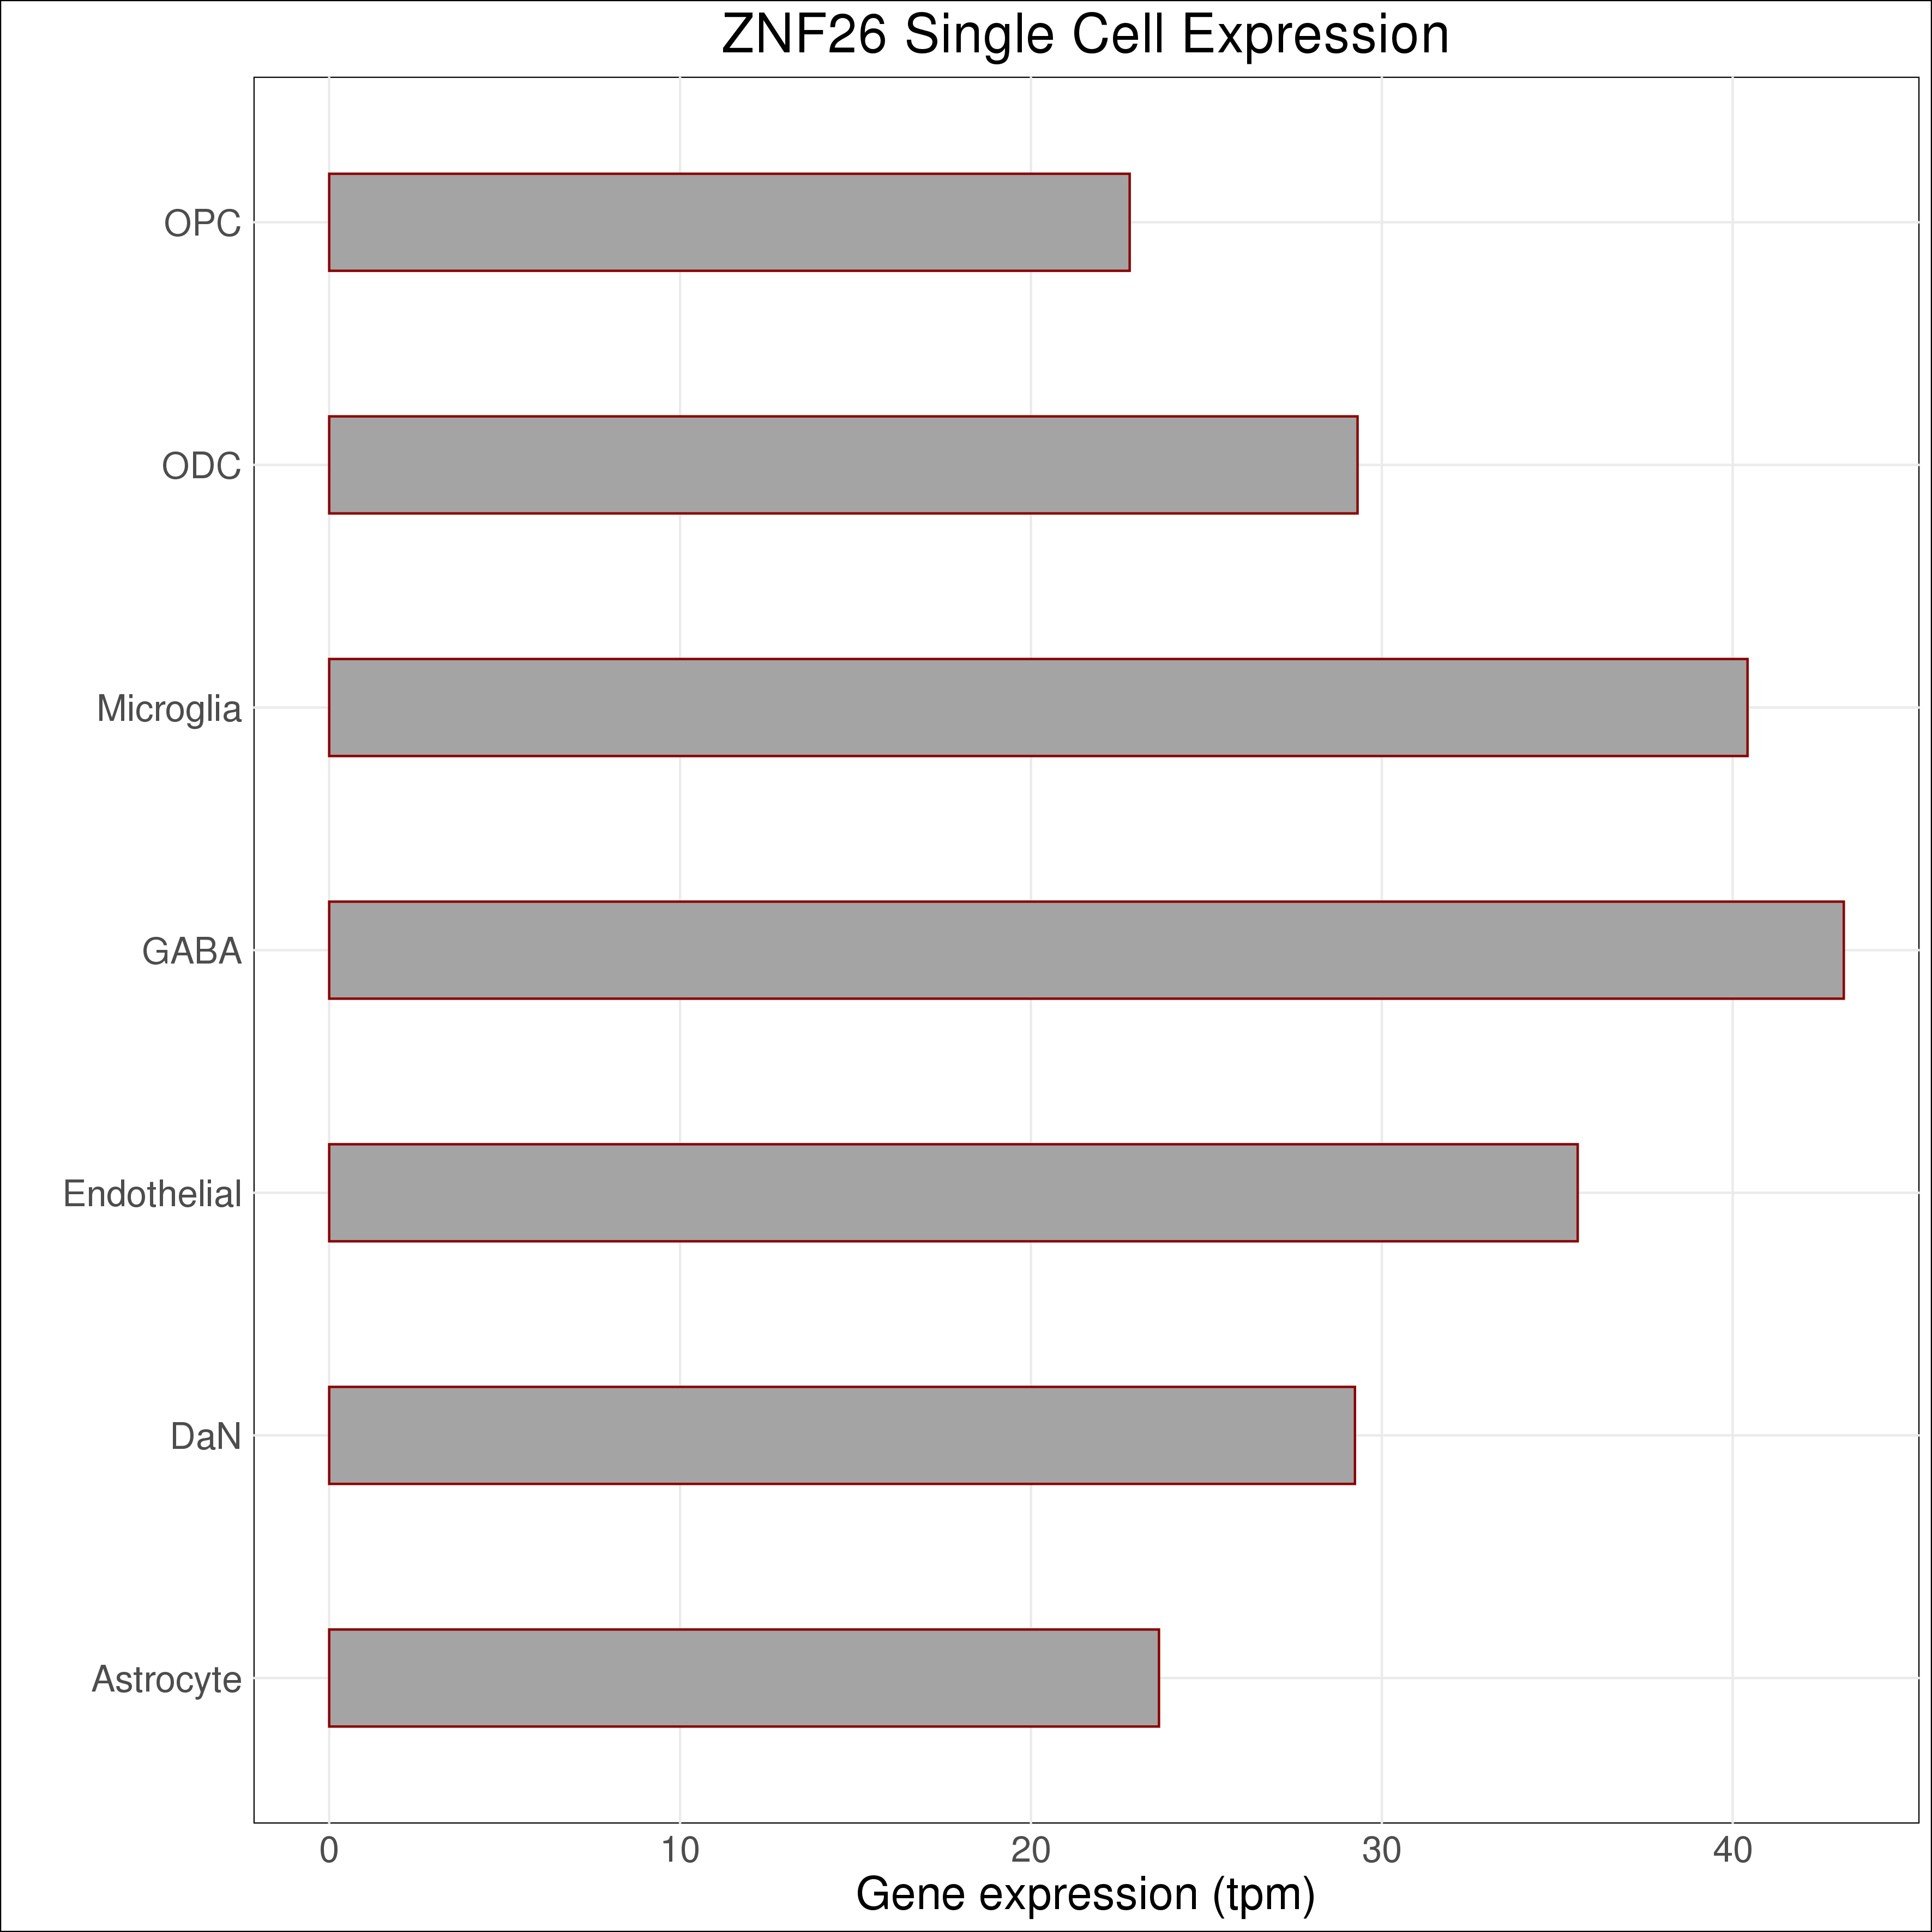 ZNF26 Single Cell Expression
OPC
ODC
Microglia
GABA
Endothelial
DaN
Astrocyte
0 10 20 30 40
Gene expression (tpm)